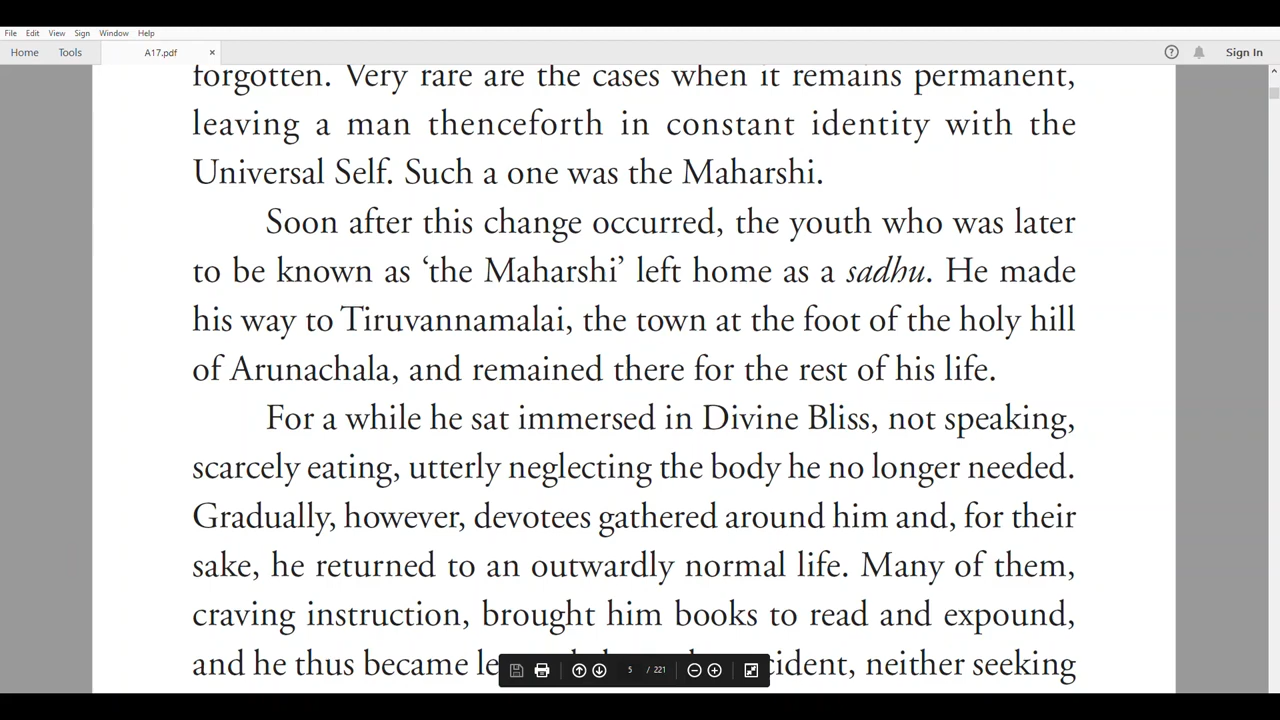 File Edit View Sign Window Help
Home Tools A17.pdf × ? Sign In
forgotten. Very rare are the cases when it remains permanent,
leaving a man thenceforth in constant identity with the
Universal Self. Such a one was the Maharshi.
Soon after this change occurred, the youth who was later
to be known as ‘the Maharshi’ left home as a sadhu. He made
his way to Tiruvannamalai, the town at the foot of the holy hill
of Arunachala, and remained there for the rest of his life.
For a while he sat immersed in Divine Bliss, not speaking,
scarcely eating, utterly neglecting the body he no longer needed.
Gradually, however, devotees gathered around him and, for their
sake, he returned to an outwardly normal life. Many of them,
craving instruction, brought him books to read and expound,
and he thus became neither seeking
5 / 221